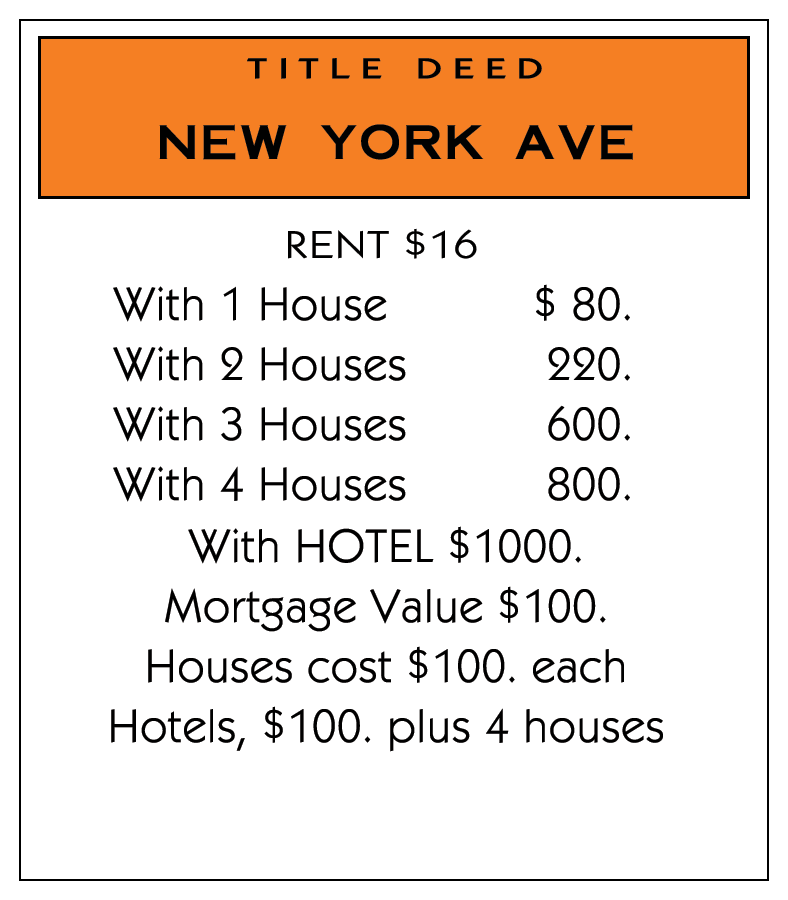 TITLE DEED
NEW YORK AVE
RENT $16
With 1 House $ 80.
With 2 Houses 220.
With 3 Houses 600.
With 4 Houses 800.
With HOTEL $1000.
Mortgage Value $100.
Houses cost $100. each
Hotels, $100. plus 4 houses